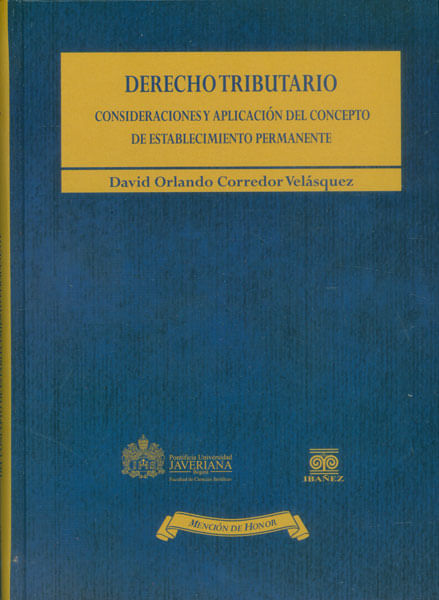 DERECHO TRIBUTARIO
CONSIDERACIONES Y APLICACIÓN DEL CONCEPTO
DE ESTABLECIMIENTO PERMANENTE
David Orlando Corredor Velásquez
Pontificia Universidad
JAVERIANA
Bogotá
Facultad de Ciencias Jurídicas
IBAÑEZ
MENCIÓN DE HONOR